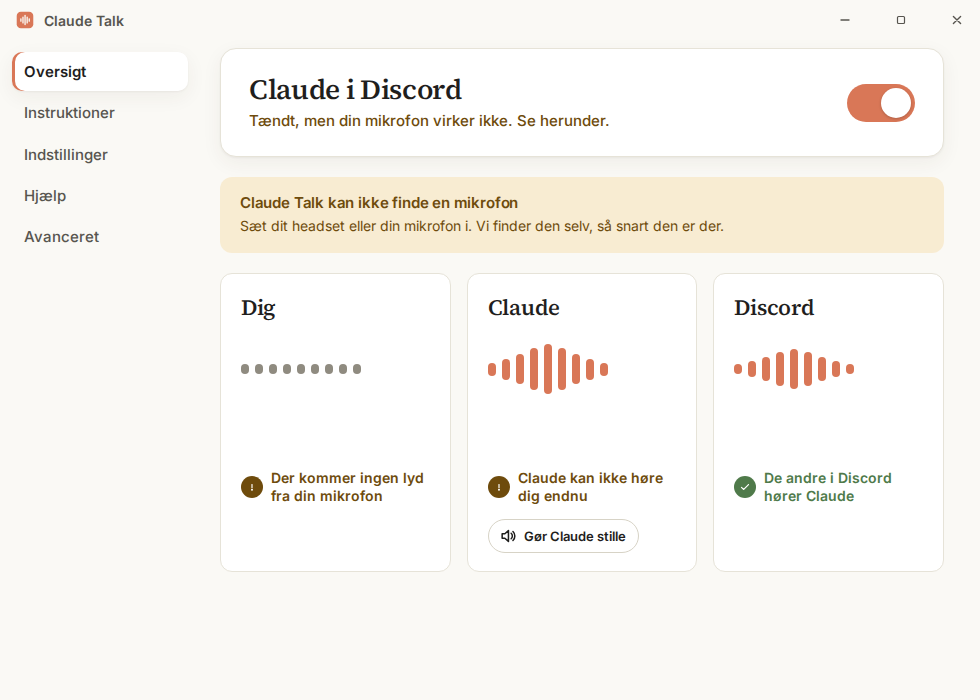 Claude Talk
Oversigt
Instruktioner
Indstillinger
Hjælp
Avanceret
Claude i Discord
Tændt, men din mikrofon virker ikke. Se herunder.
Claude Talk kan ikke finde en mikrofon
Sæt dit headset eller din mikrofon i. Vi finder den selv, så snart den er der.
Dig
Der kommer ingen lyd
fra din mikrofon
Claude
Claude kan ikke høre
dig endnu
Gør Claude stille
Discord
De andre i Discord
hører Claude